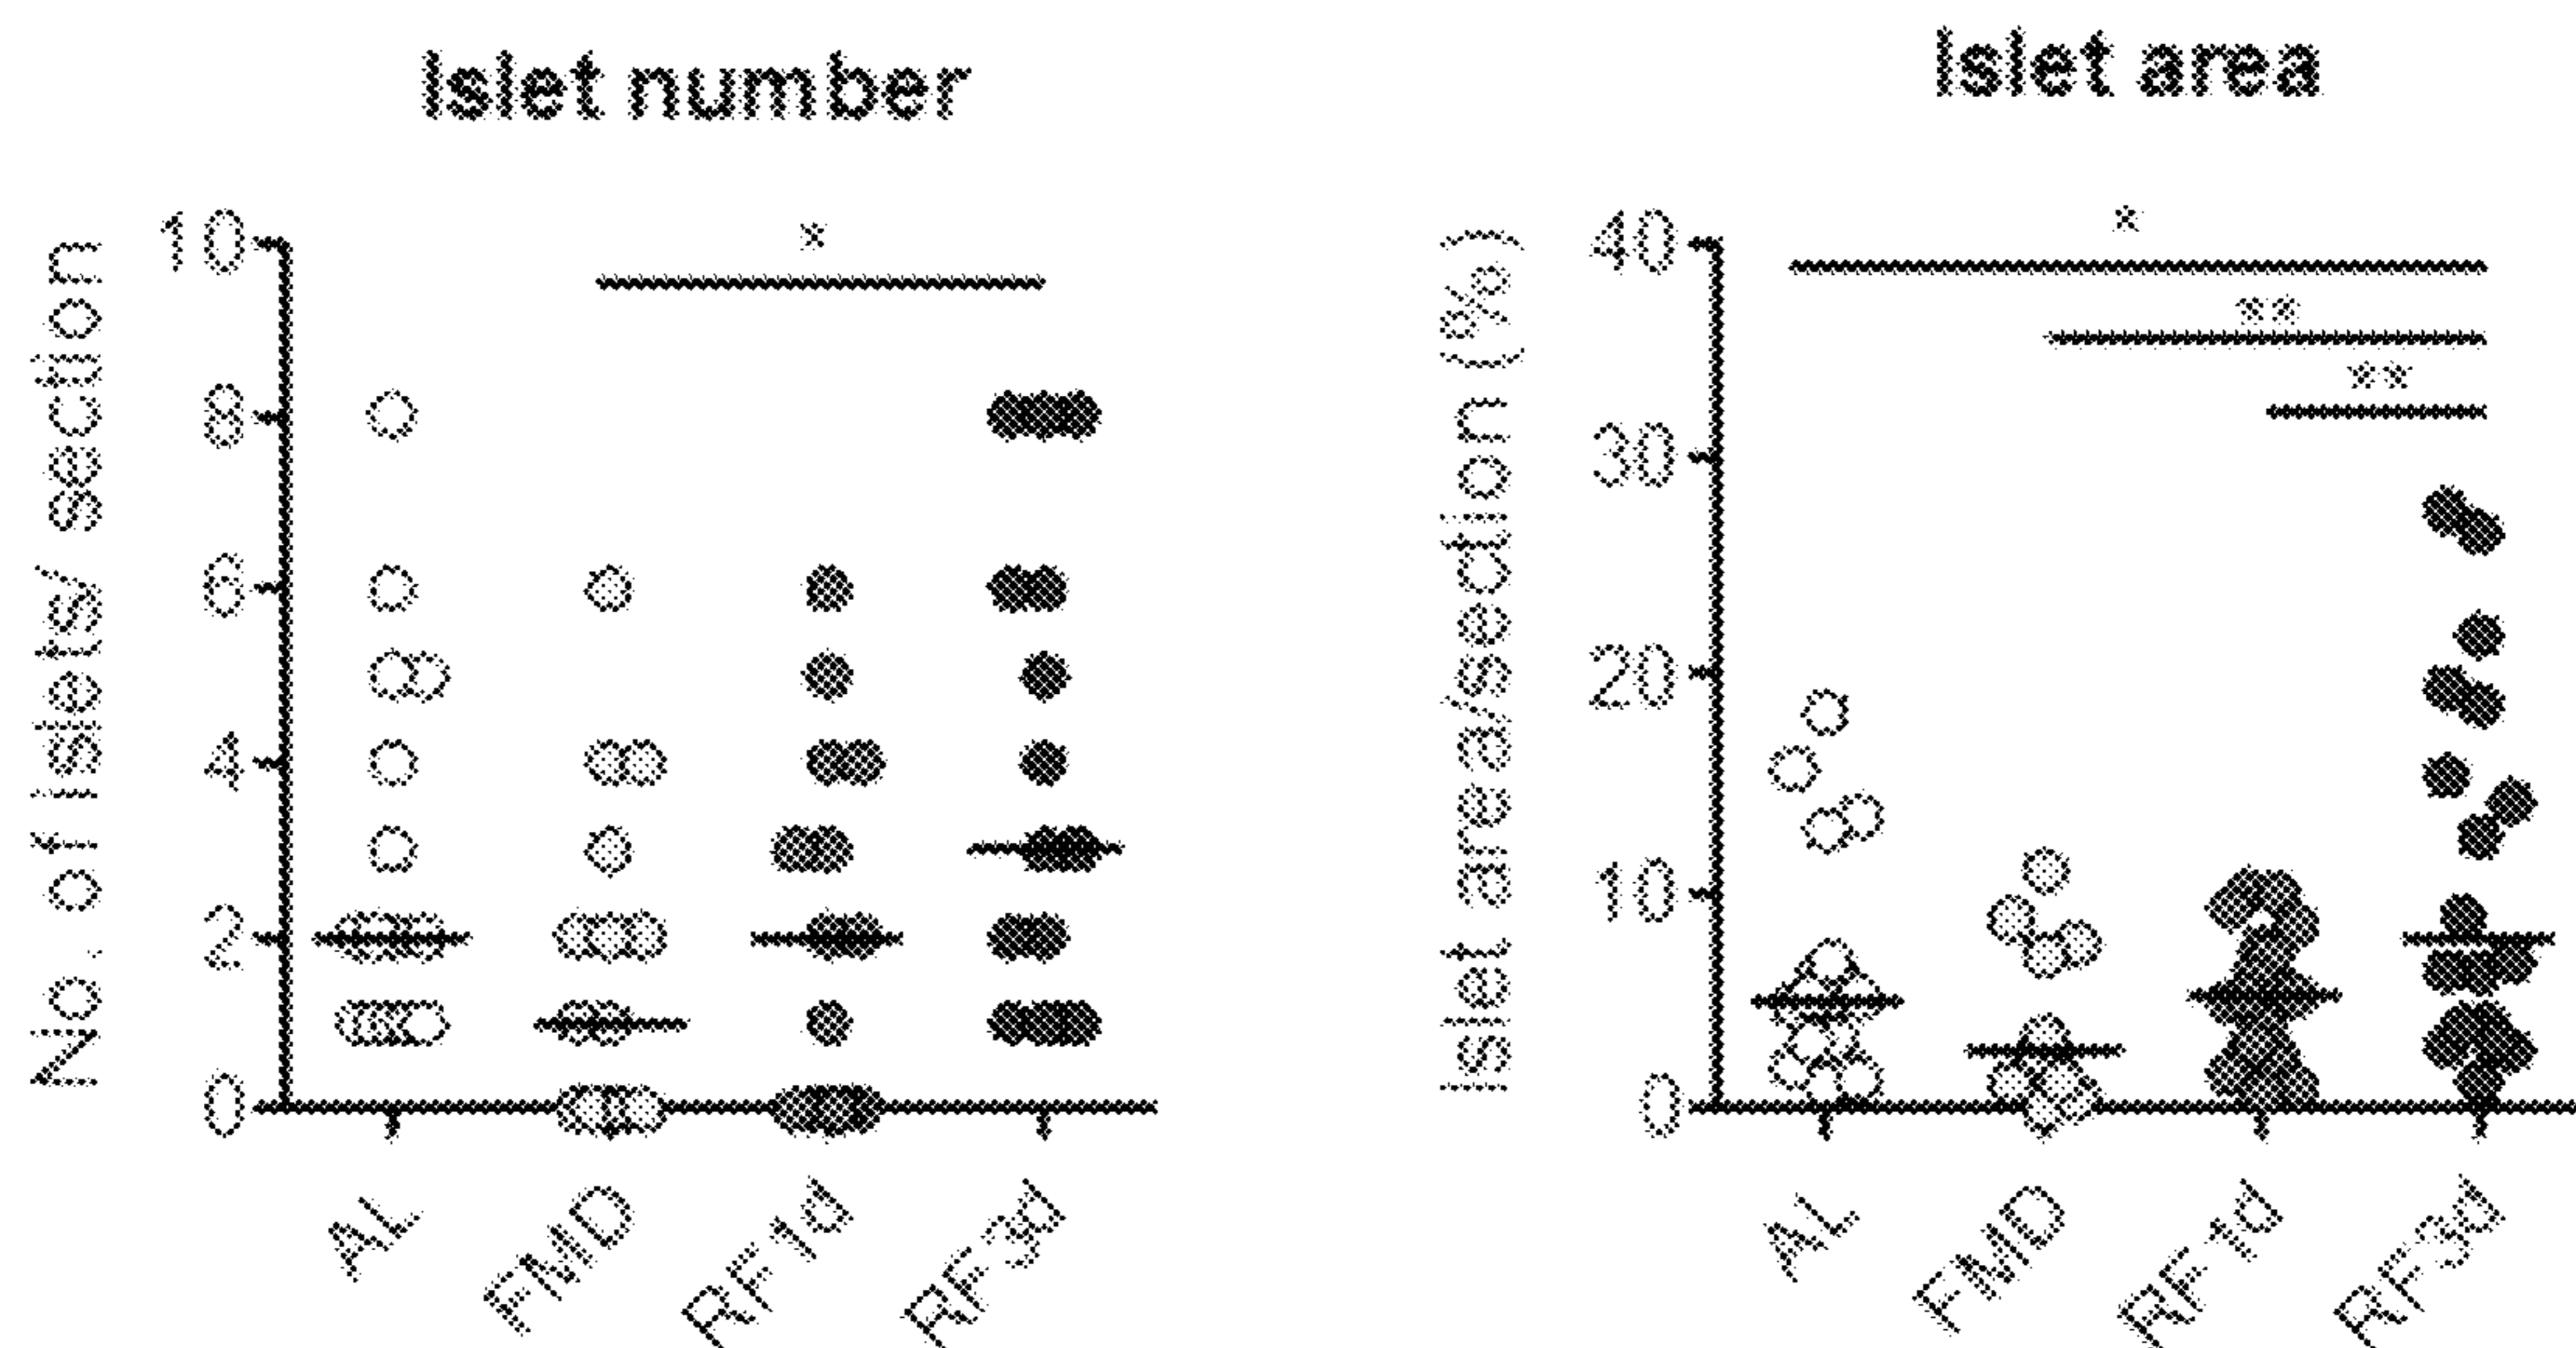 Islet number
No. of islets/ section
10
8
6
4
2
0
*
AL
FMD
RF1d
RF3d
Islet area
Islet area/section (%)
40
30
20
10
0
*
**
**
AL
FMD
RF1d
RF3d